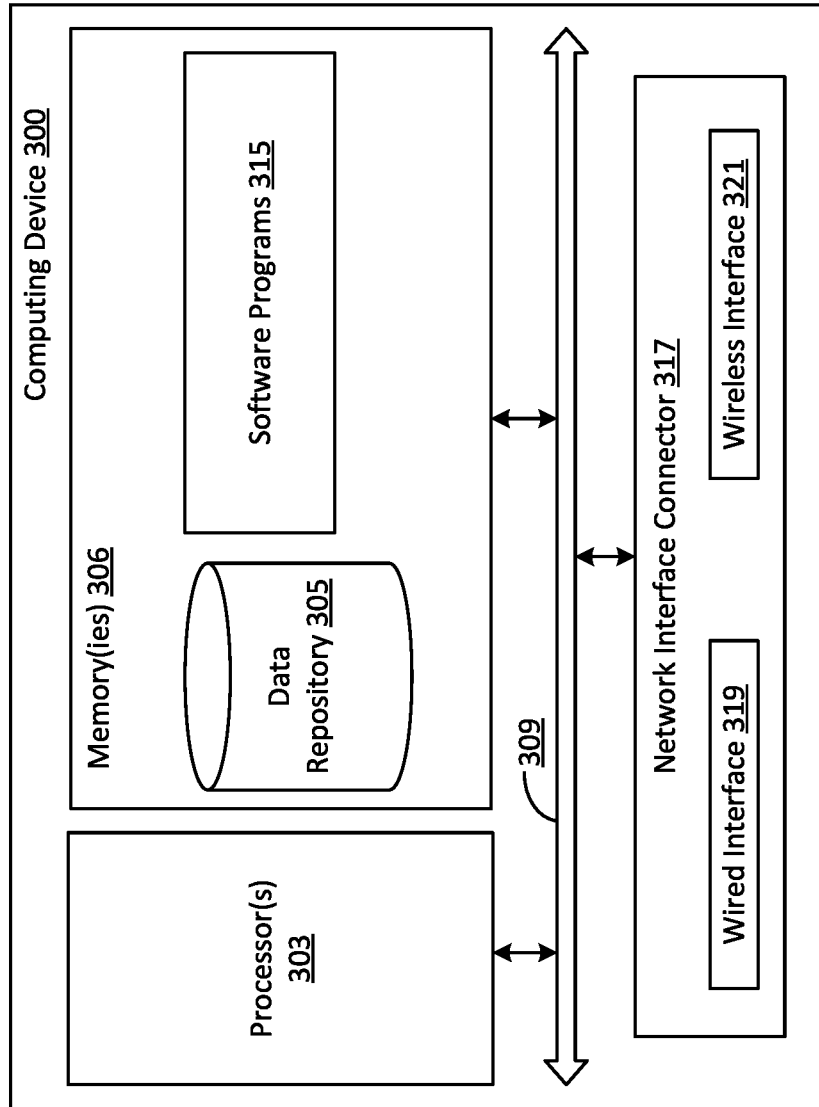 Computing Device 300
Processor(s)
303
Memory(ies) 306
Data
Repository 305
Software Programs 315
309
Network Interface Connector 317
Wired Interface 319
Wireless Interface 321